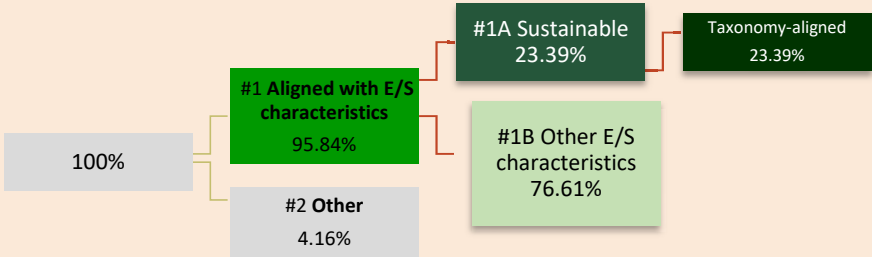 100%
#1 Aligned with E/S
characteristics
95.84%
#2 Other
4.16%
#1A Sustainable
23.39%
#1B Other E/S
characteristics
76.61%
Taxonomy-aligned
23.39%